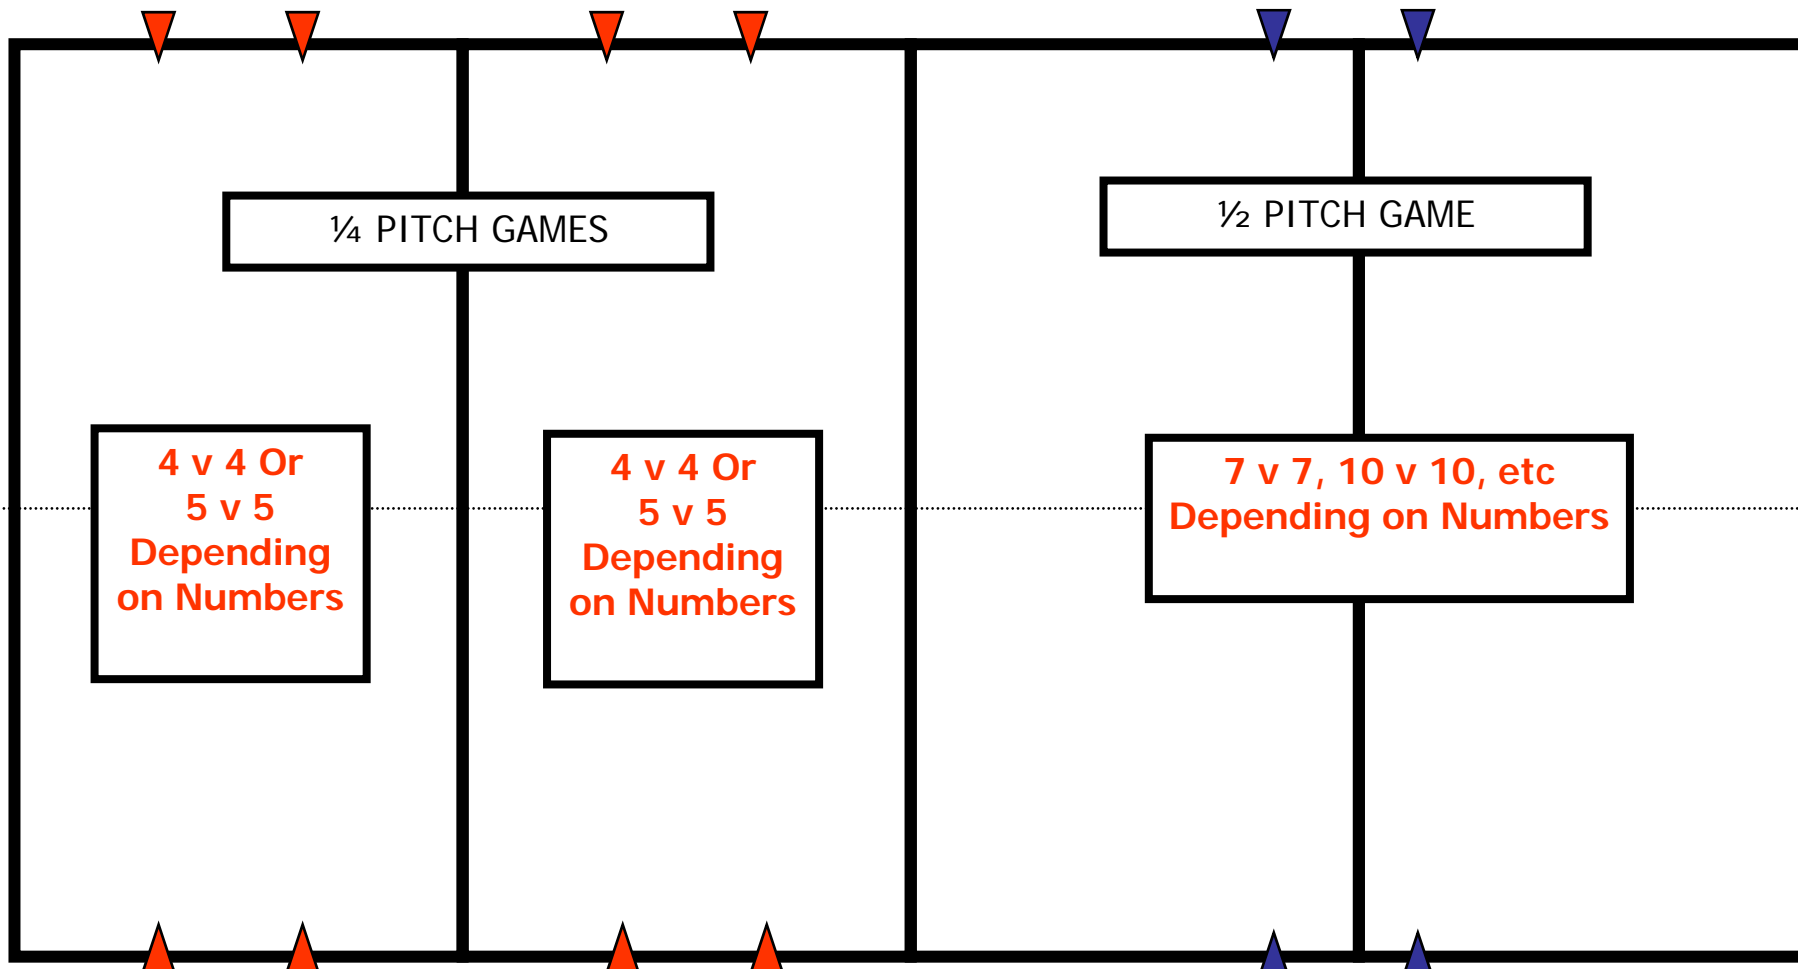 ¼ PITCH GAMES
½ PITCH GAME
4 v 4 Or
5 v 5
Depending
on Numbers
4 v 4 Or
5 v 5
Depending
on Numbers
7 v 7, 10 v 10, etc
Depending on Numbers